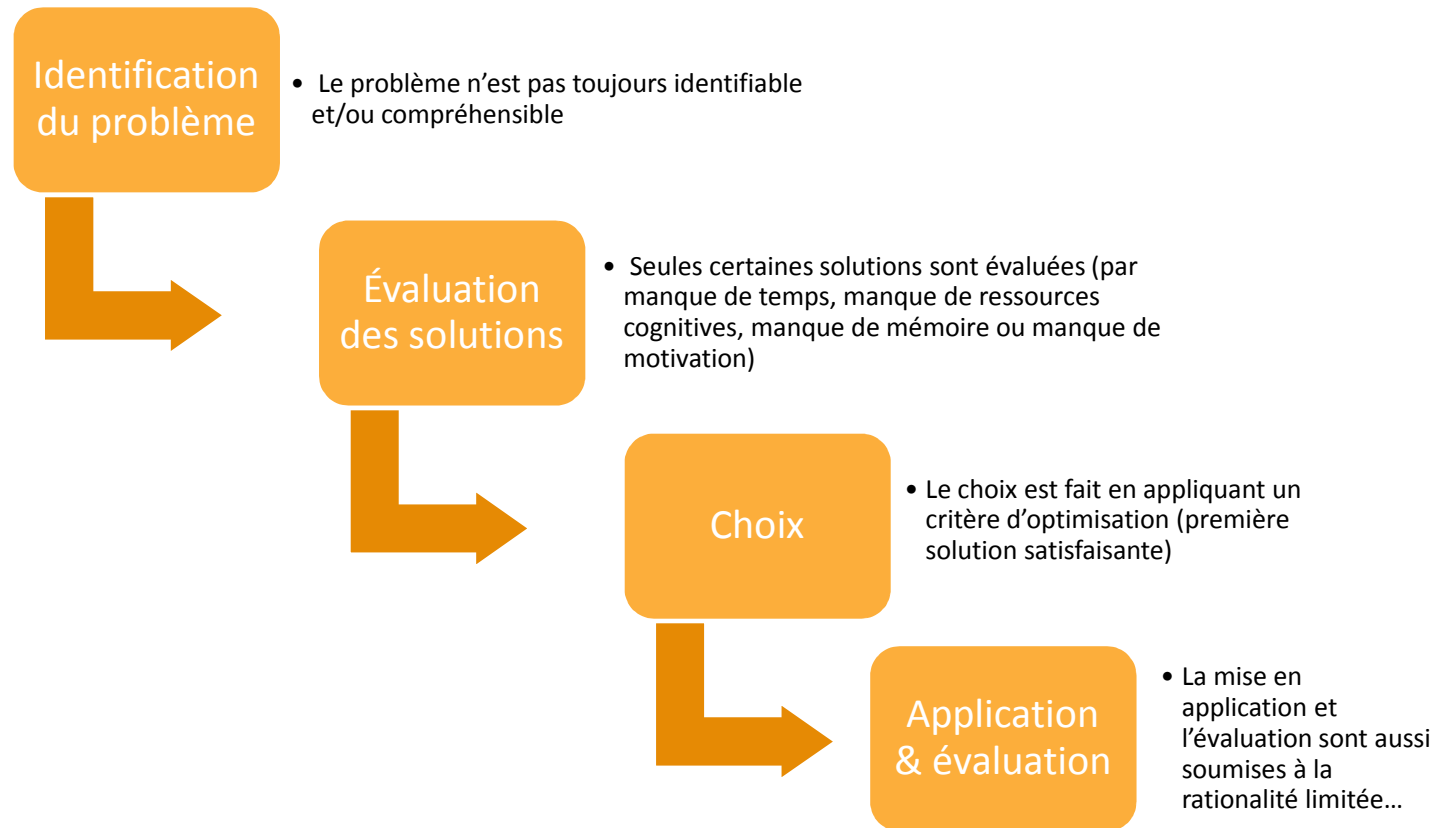 Identification
du problème
• Le problème n’est pas toujours identifiable
et/ou compréhensible
Évaluation
des solutions
• Seules certaines solutions sont évaluées (par
manque de temps, manque de ressources
cognitives, manque de mémoire ou manque de
motivation)
Choix
• Le choix est fait en appliquant un
critère d’optimisation (première
solution satisfaisante)
Application
& évaluation
• La mise en
application et
l’évaluation sont aussi
soumises à la
rationalité limitée…